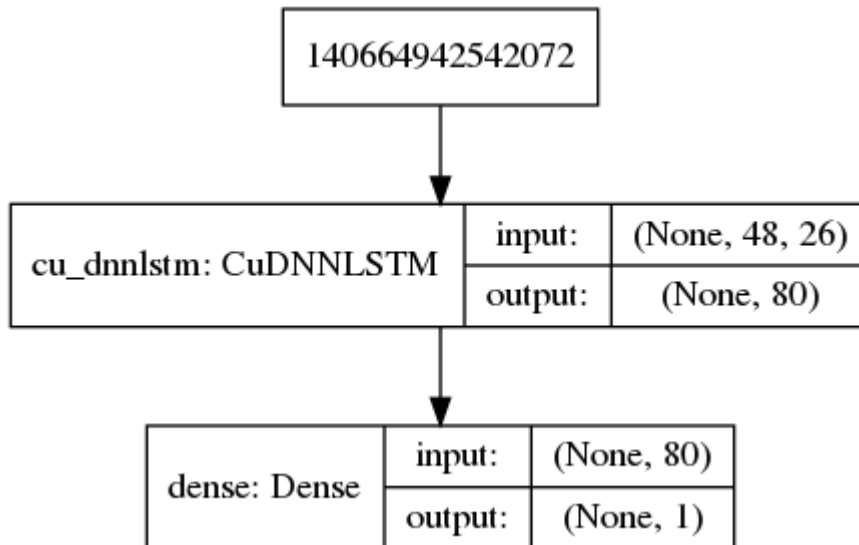 140664942542072
cu_dnnlstm: CuDNNLSTM
input:
(None, 48, 26)
output:
(None, 80)
dense: Dense
input:
(None, 80)
output:
(None, 1)